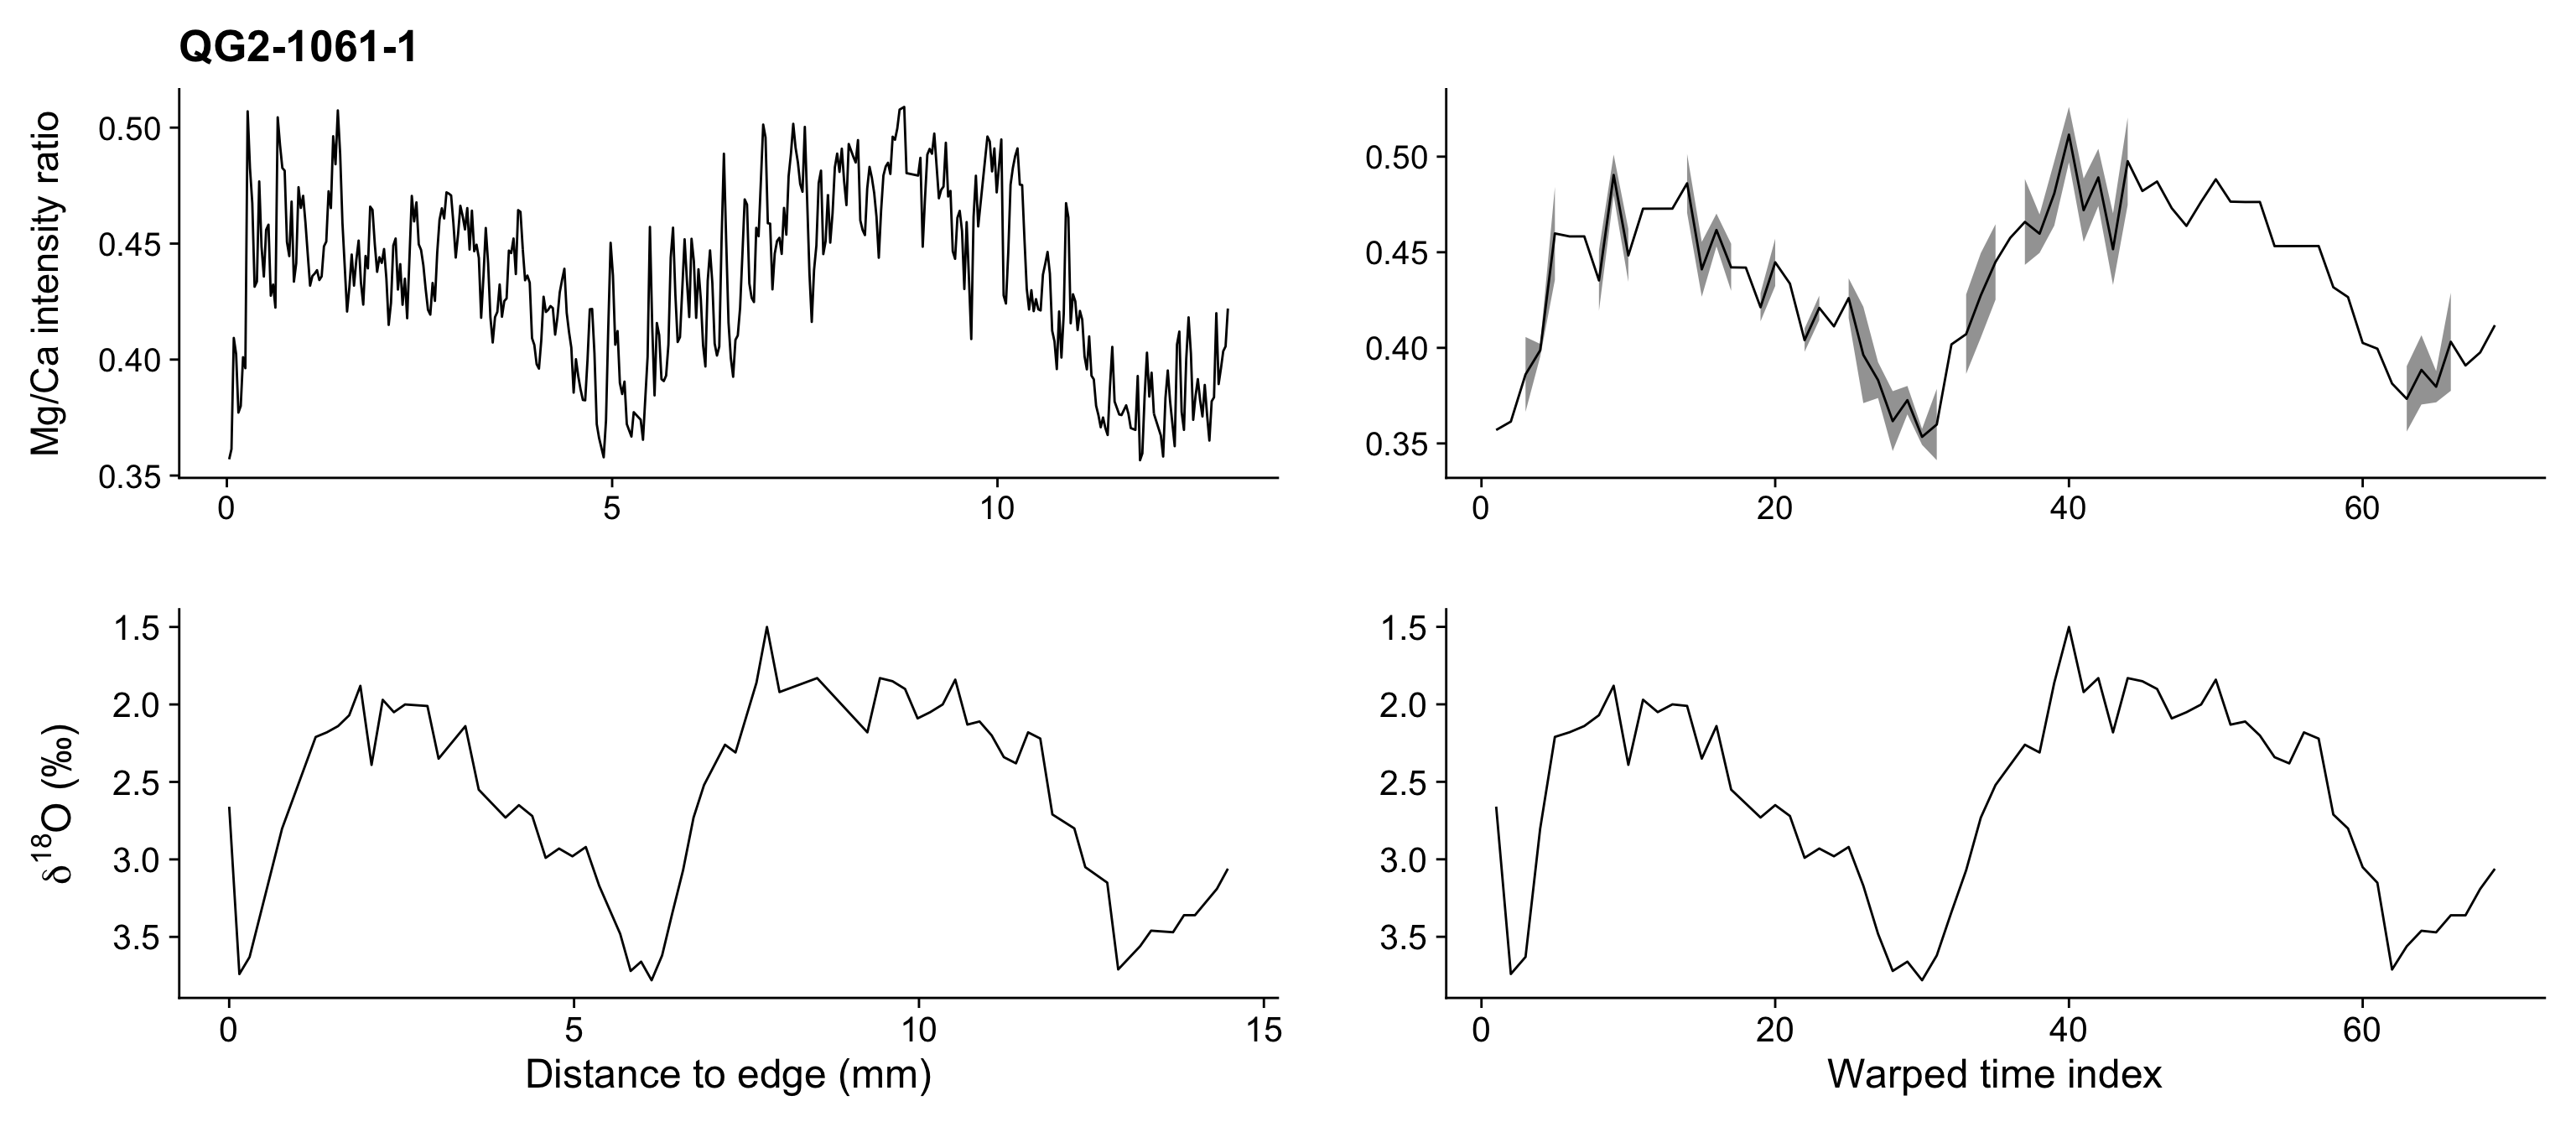 QG2-1061-1
Mg/Ca intensity ratio
0.50
0.45
0.40
0.35
0 5 10
0.50
0.45
0.40
0.35
0 20 40 60
δ18O (‰)
1.5
2.0
2.5
3.0
3.5
0 5 10 15
Distance to edge (mm)
1.5
2.0
2.5
3.0
3.5
0 20 40 60
Warped time index